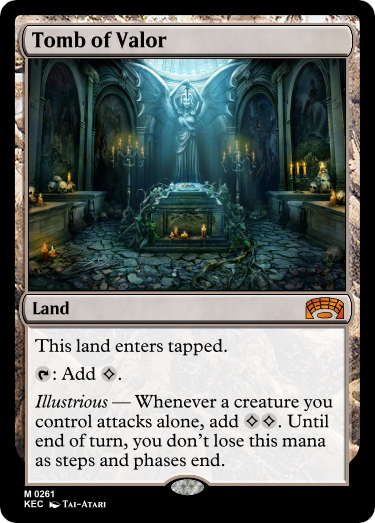 Tomb of Valor
Land
This land enters tapped.
: Add .
Illustrious — Whenever a creature you
control attacks alone, add . Until
end of turn, you don't lose this mana
as steps and phases end.
M 0261
KEC Tai-Atari